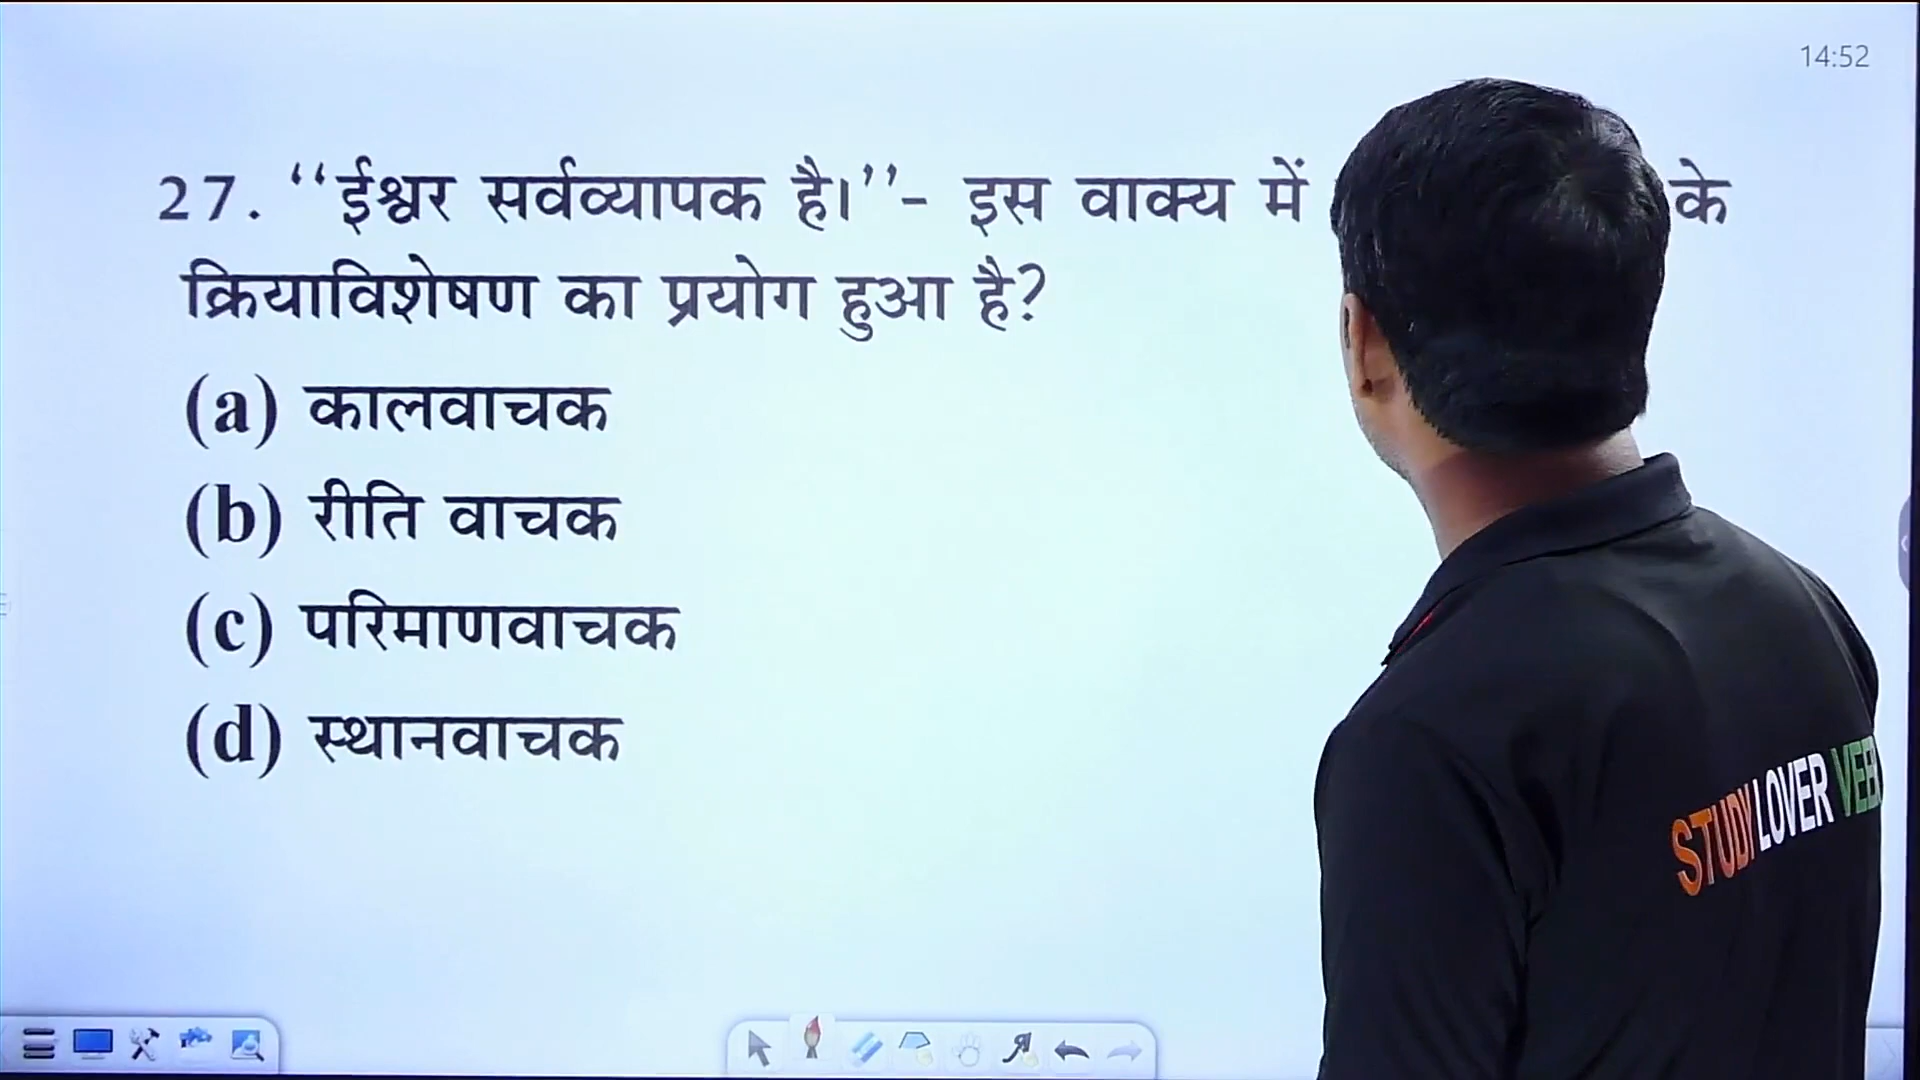 14:52
27. ‘‘ईश्वर सर्वव्यापक है।’’- इस वाक्य में के
क्रियाविशेषण का प्रयोग हुआ है?
(a) कालवाचक
(b) रीति वाचक
(c) परिमाणवाचक
(d) स्थानवाचक
STUDY LOVER